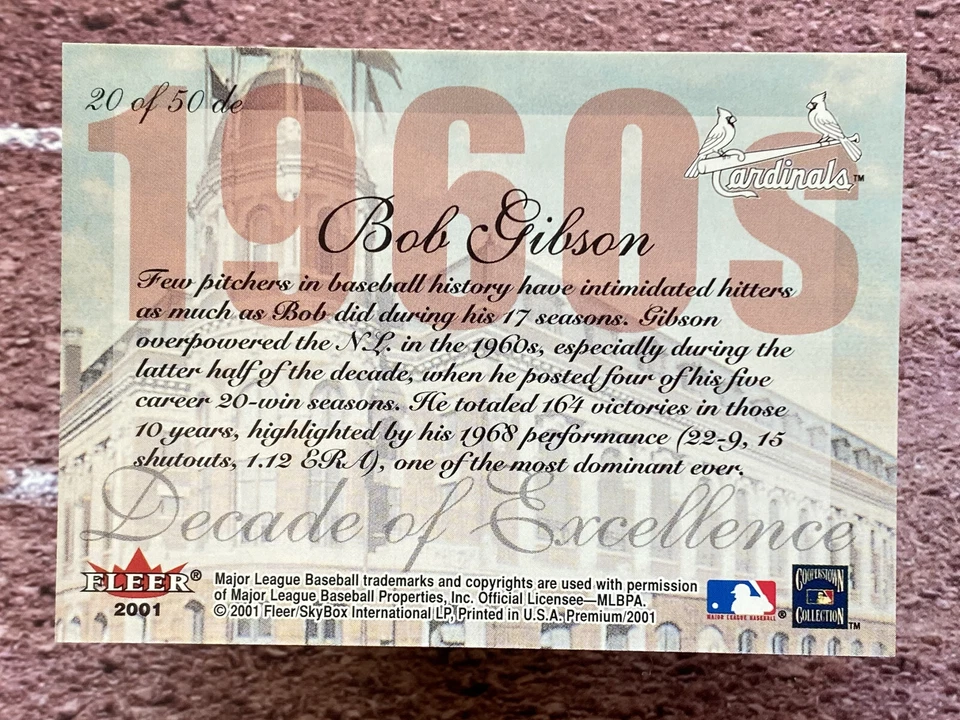 20 of 50 de
1960s
Cardinals™
Bob Gibson
Few pitchers in baseball history have intimidated hitters
as much as Bob did during his 17 seasons. Gibson
overpowered the N.L. in the 1960s, especially during the
latter half of the decade, when he posted four of his five
career 20-win seasons. He totaled 164 victories in those
10 years, highlighted by his 1968 performance (22-9, 15
shutouts, 1.12 ERA), one of the most dominant ever.
Decade of Excellence
FLEER®
2001
Major League Baseball trademarks and copyrights are used with permission
of Major League Baseball Properties, Inc. Official Licensee—MLBPA.
© 2001 Fleer/SkyBox International LP, Printed in U.S.A. Premium/2001
MAJOR LEAGUE BASEBALL®
COOPERSTOWN
COLLECTION™